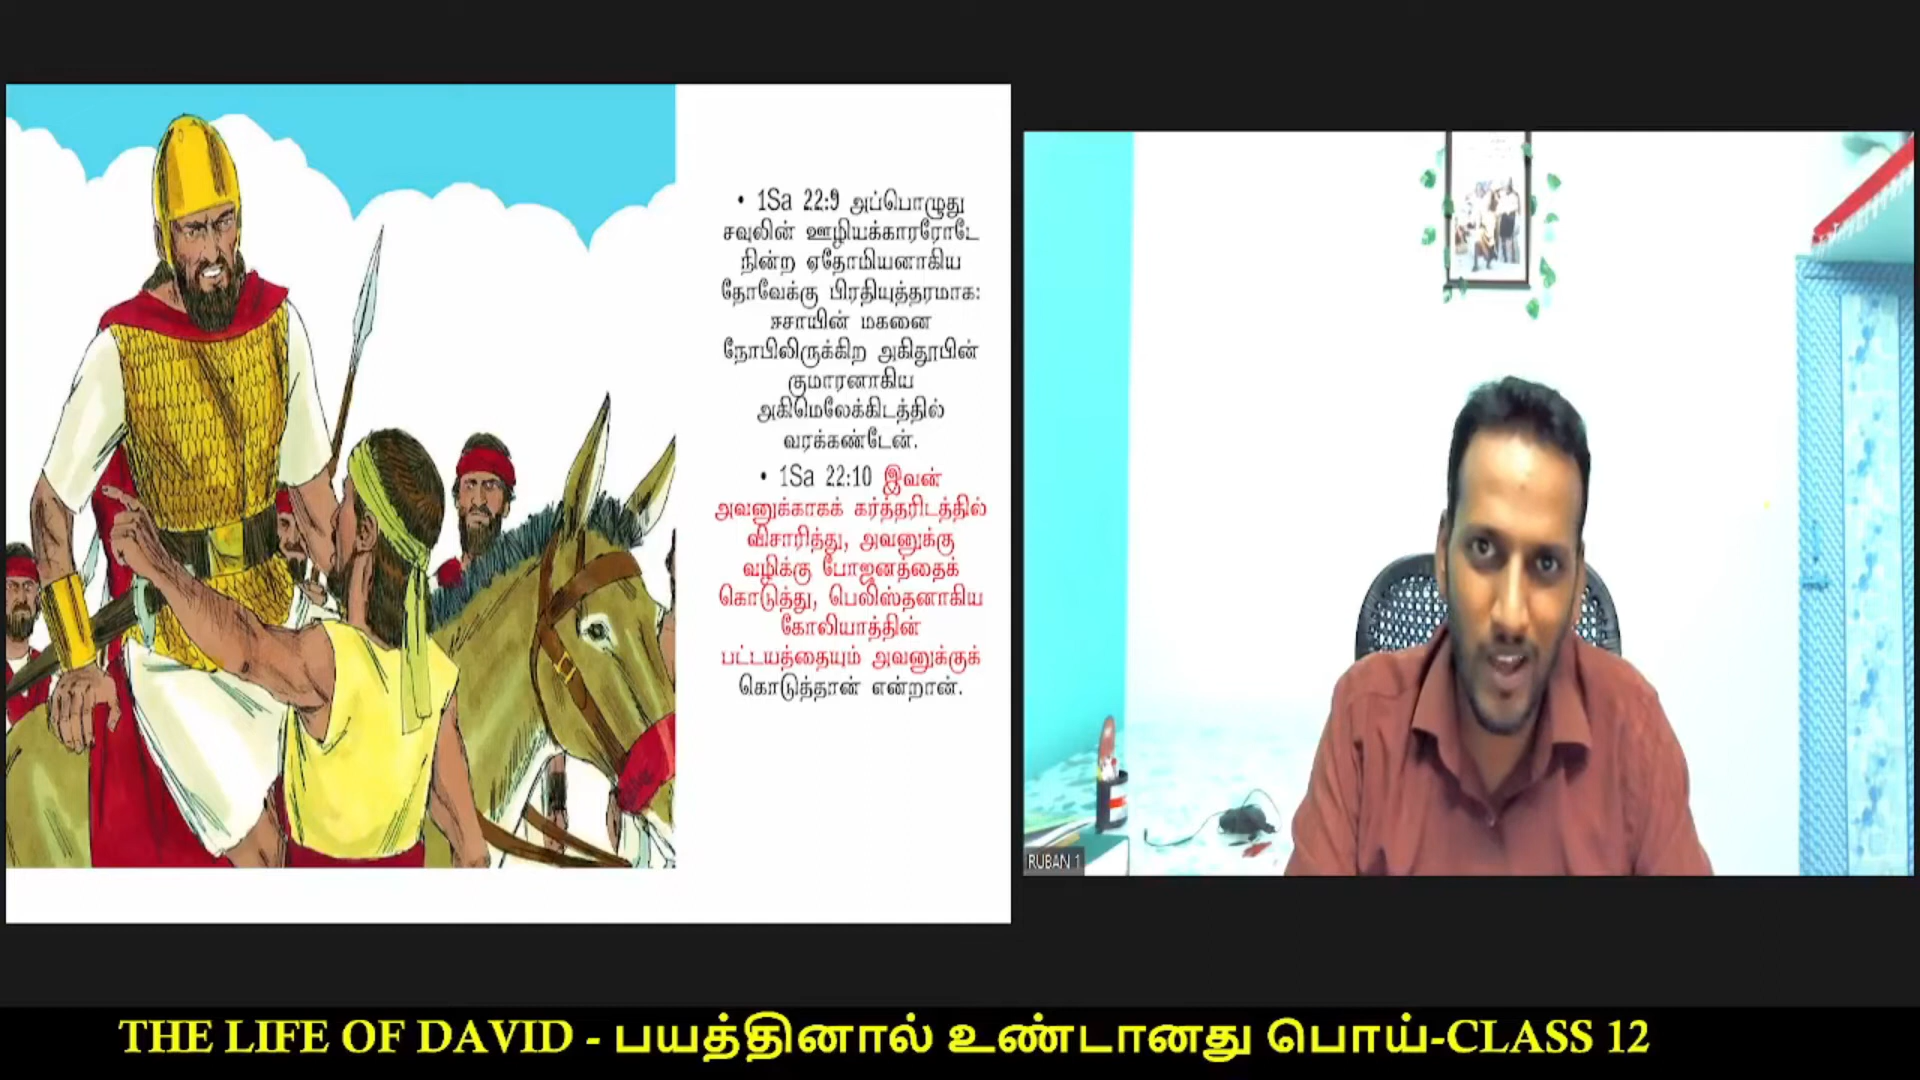 • 1Sa 22:9 அப்பொழுது
சவுலின் ஊழியக்காரரோடே
நின்ற ஏதோமியனாகிய
தோவேக்கு பிரதியுத்தரமாக:
ஈசாயின் மகனை
நோபிலிருக்கிற அகிதூபின்
குமாரனாகிய
அகிமெலேக்கிடத்தில்
வரக்கண்டேன்.
• 1Sa 22:10 இவன்
அவனுக்காகக் கர்த்தரிடத்தில்
விசாரித்து, அவனுக்கு
வழிக்கு போஜனத்தைக்
கொடுத்து, பெலிஸ்தனாகிய
கோலியாத்தின்
பட்டயத்தையும் அவனுக்குக்
கொடுத்தான் என்றான்.
RUBAN 1
THE LIFE OF DAVID - பயத்தினால் உண்டானது பொய்-CLASS 12